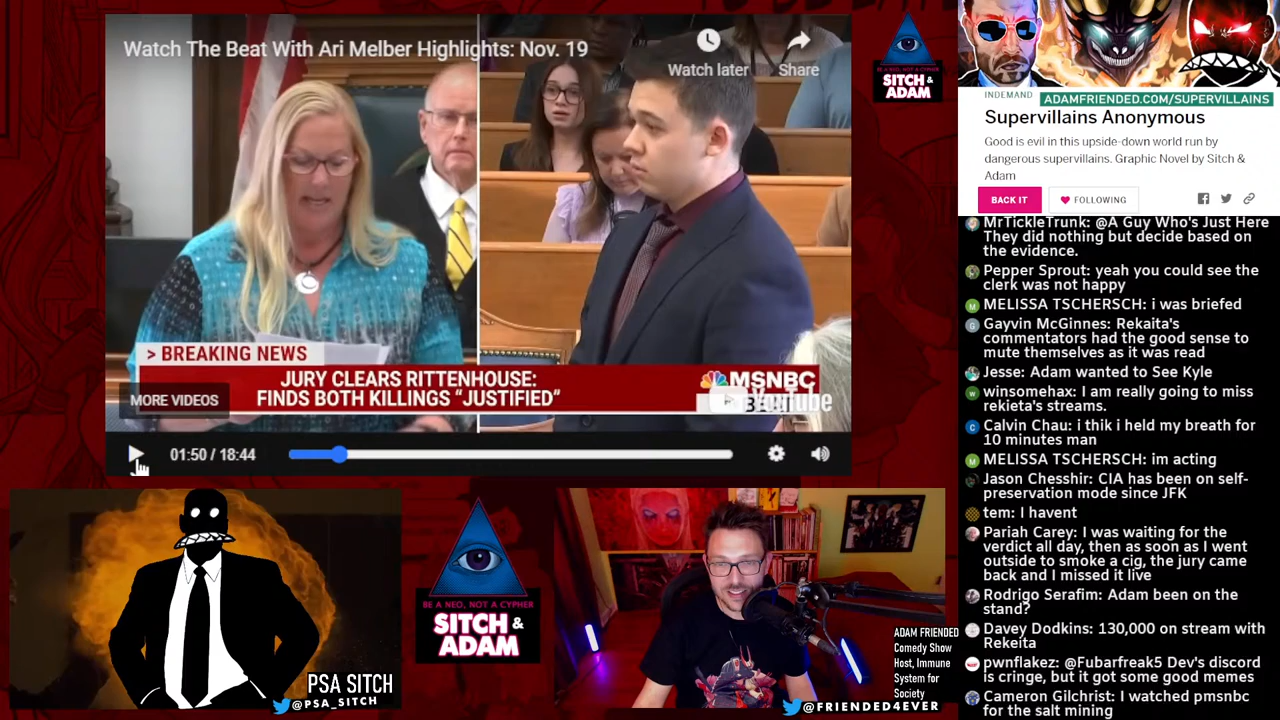 Watch The Beat With Ari Melber Highlights: Nov. 19
Watch later
Share
> BREAKING NEWS
JURY CLEARS RITTENHOUSE:
FINDS BOTH KILLINGS “JUSTIFIED”
MSNBC
YouTube
MORE VIDEOS
01:50 / 18:44
BE A NEO, NOT A CYPHER
SITCH &
ADAM
INDEMAND
ADAMFRIENDED.COM/SUPERVILLAINS
Supervillains Anonymous
Good is evil in this upside-down world run by
dangerous supervillains. Graphic Novel by Sitch &
Adam
BACK IT
FOLLOWING
MrTickleTrunk: @A Guy Who's Just Here
They did nothing but decide based on
the evidence.
Pepper Sprout: yeah you could see the
clerk was not happy
MELISSA TSCHERSCH: i was briefed
Gayvin McGinnes: Rekaita's
commentators had the good sense to
mute themselves as it was read
Jesse: Adam wanted to See Kyle
winsomehax: I am really going to miss
rekieta's streams.
Calvin Chau: i thik i held my breath for
10 minutes man
MELISSA TSCHERSCH: im acting
Jason Chesshir: CIA has been on self-
preservation mode since JFK
tem: I havent
Pariah Carey: I was waiting for the
verdict all day, then as soon as I went
outside to smoke a cig, the jury came
back and I missed it live
Rodrigo Serafim: Adam been on the
stand?
Davey Dodkins: 130,000 on stream with
Rekeita
pwnflakez: @Fubarfreak5 Dev's discord
is cringe, but it got some good memes
Cameron Gilchrist: I watched pmsnbc
for the salt mining
PSA SITCH
@PSA_SITCH
BE A NEO, NOT A CYPHER
SITCH &
ADAM
ADAM FRIENDED
Comedy Show
Host, Immune
System for
Society
@FRIENDED4EVER